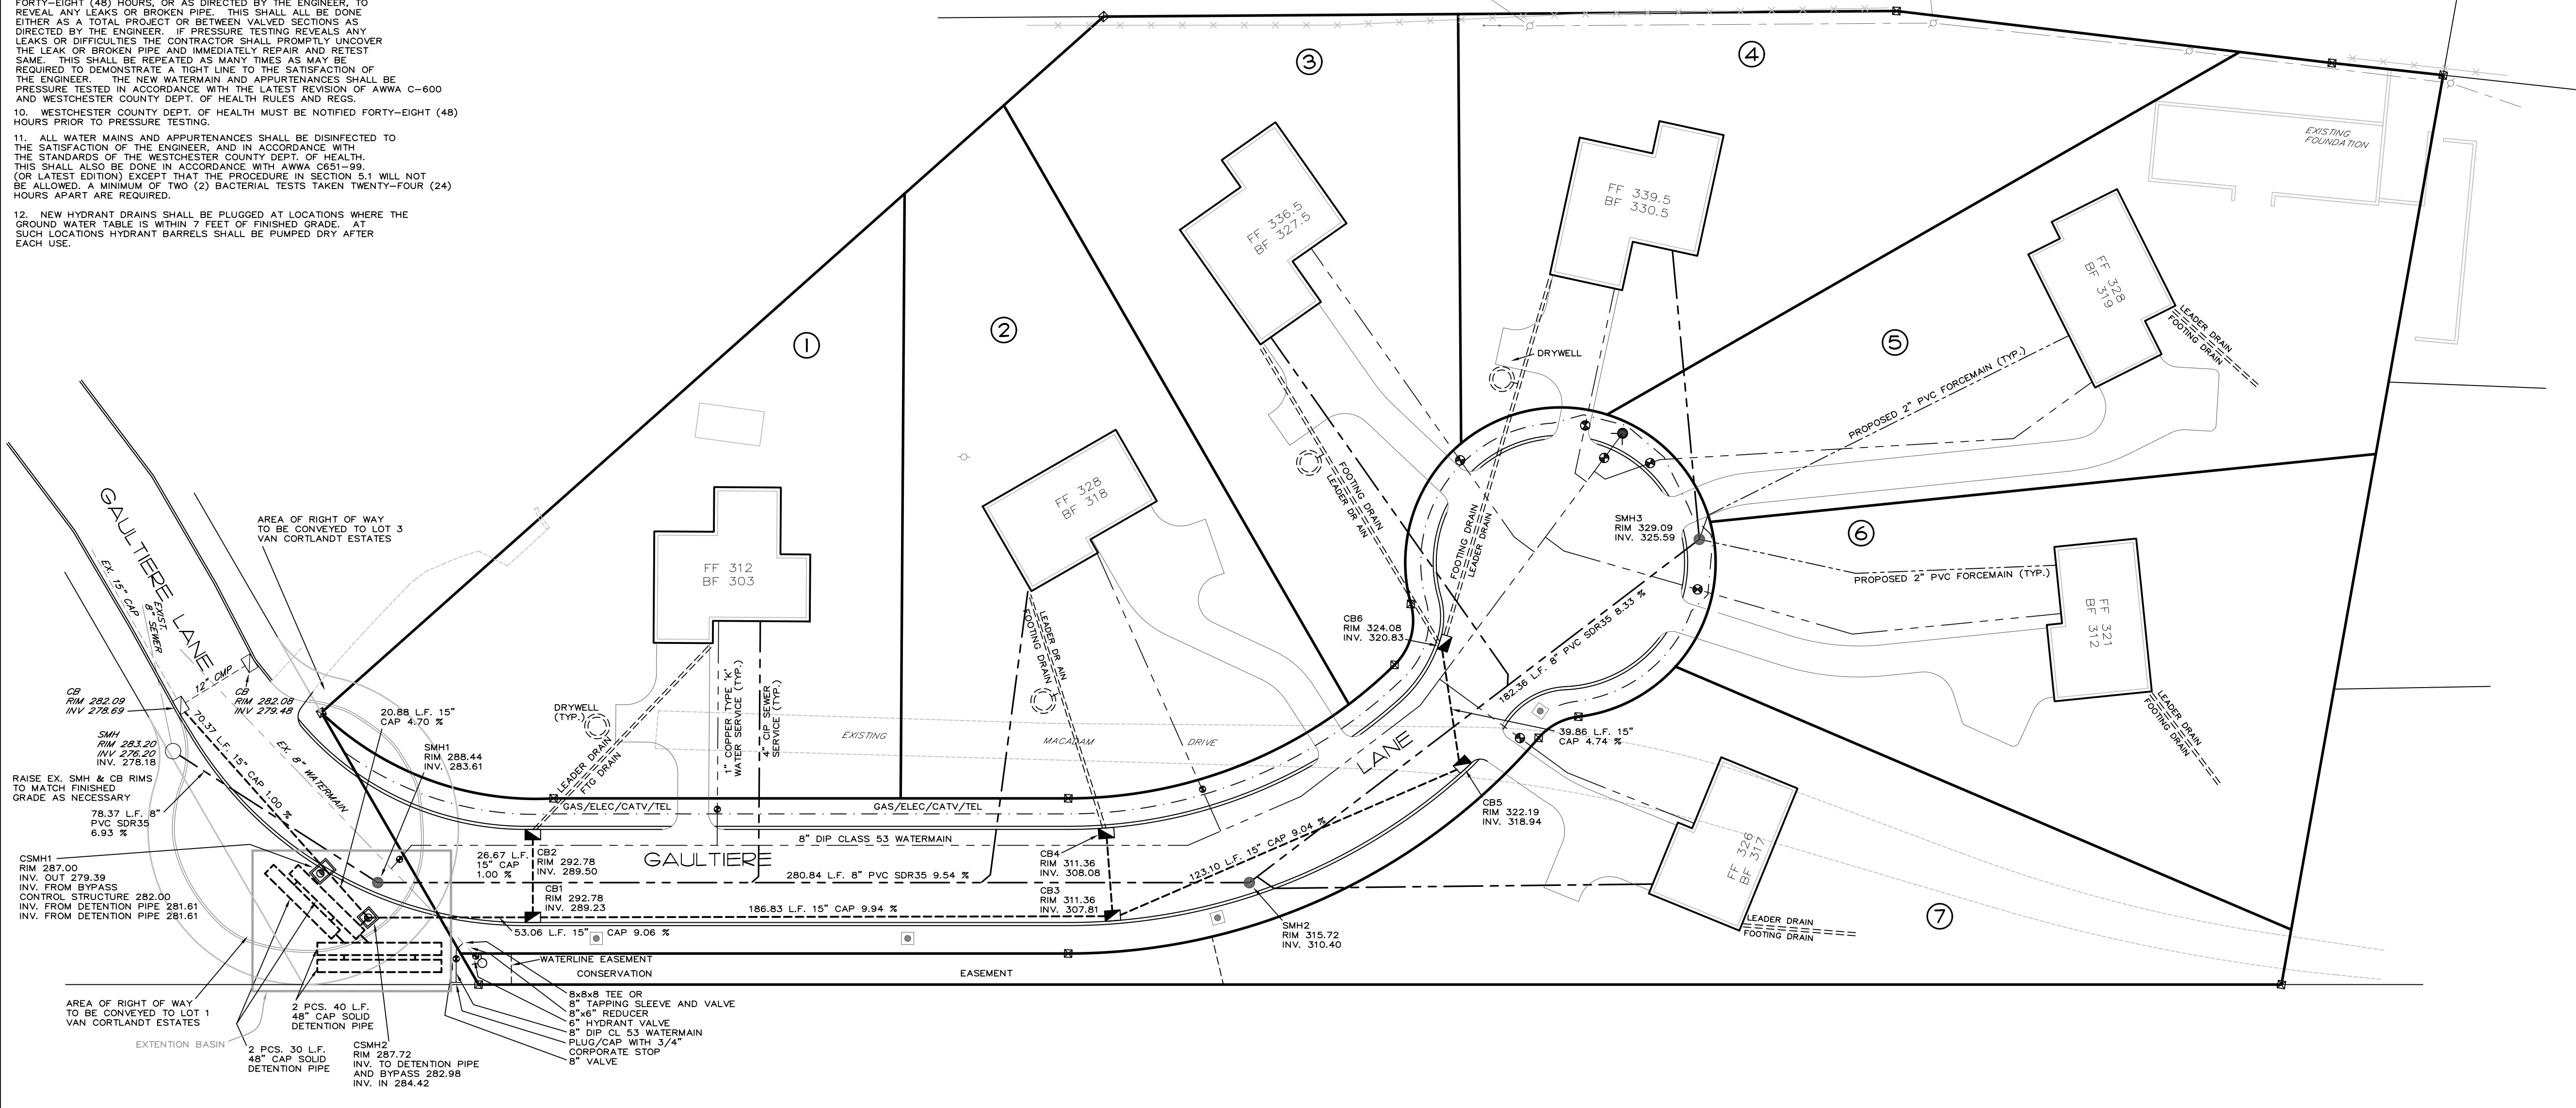 FORTY-EIGHT (48) HOURS, OR AS DIRECTED BY THE ENGINEER, TO
REVEAL ANY LEAKS OR BROKEN PIPE. THIS SHALL ALL BE DONE
EITHER AS A TOTAL PROJECT OR BETWEEN VALVED SECTIONS AS
DIRECTED BY THE ENGINEER. IF PRESSURE TESTING REVEALS ANY
LEAKS OR DIFFICULTIES THE CONTRACTOR SHALL PROMPTLY UNCOVER
THE LEAK OR BROKEN PIPE AND IMMEDIATELY REPAIR AND RETEST
SAME. THIS SHALL BE REPEATED AS MANY TIMES AS MAY BE
REQUIRED TO DEMONSTRATE A TIGHT LINE TO THE SATISFACTION OF
THE ENGINEER. THE NEW WATERMAIN AND APPURTENANCES SHALL BE
PRESSURE TESTED IN ACCORDANCE WITH THE LATEST REVISION OF AWWA C-600
AND WESTCHESTER COUNTY DEPT. OF HEALTH RULES AND REGS.
10. WESTCHESTER COUNTY DEPT. OF HEALTH MUST BE NOTIFIED FORTY-EIGHT (48)
HOURS PRIOR TO PRESSURE TESTING.
11. ALL WATER MAINS AND APPURTENANCES SHALL BE DISINFECTED TO
THE SATISFACTION OF THE ENGINEER, AND IN ACCORDANCE WITH
THE STANDARDS OF THE WESTCHESTER COUNTY DEPT. OF HEALTH.
THIS SHALL ALSO BE DONE IN ACCORDANCE WITH AWWA C651-99.
(OR LATEST EDITION) EXCEPT THAT THE PROCEDURE IN SECTION 5.1 WILL NOT
BE ALLOWED. A MINIMUM OF TWO (2) BACTERIAL TESTS TAKEN TWENTY-FOUR (24)
HOURS APART ARE REQUIRED.
12. NEW HYDRANT DRAINS SHALL BE PLUGGED AT LOCATIONS WHERE THE
GROUND WATER TABLE IS WITHIN 7 FEET OF FINISHED GRADE. AT
SUCH LOCATIONS HYDRANT BARRELS SHALL BE PUMPED DRY AFTER
EACH USE.
3
4
EXISTING
FOUNDATION
FF 336.5
BF 327.5
FF 339.5
BF 330.5
FF 328
BF 319
LEADER DRAIN
FOOTING DRAIN
1
2
5
DRYWELL
PROPOSED 2" PVC FORCEMAIN (TYP.)
GAULTIERE LANE
EX. 15" CAP
EXIST.
8" SEWER
AREA OF RIGHT OF WAY
TO BE CONVEYED TO LOT 3
VAN CORTLANDT ESTATES
FF 328
BF 318
FOOTING DRAIN
LEADER DR AIN
FOOTING DRAIN
LEADER DRAIN
SMH3
RIM 329.09
INV. 325.59
6
PROPOSED 2" PVC FORCEMAIN (TYP.)
FF 312
BF 303
FF 321
BF 312
LEADER DRAIN
FOOTING DRAIN
LEADER DR AIN
FOOTING DRAIN
CB6
RIM 324.08
INV. 320.83
182.36 L.F. 8" PVC SDR35 8.33 %
12" CMP
CB
RIM 282.09
INV 278.69
CB
RIM 282.08
INV 279.48
20.88 L.F. 15"
CAP 4.70 %
DRYWELL
(TYP.)
1" COPPER TYPE "K"
WATER SERVICE (TYP.)
4" CIP SEWER
SERVICE (TYP.)
EXISTING
MACADAM
DRIVE
LANE
39.86 L.F. 15"
CAP 4.74 %
SMH
RIM 283.20
INV 276.20
INV. 278.18
70.37 L.F. 15" CAP 1.00 %
EX. 8" WATERMAIN
SMH1
RIM 288.44
INV. 283.61
LEADER DRAIN
FTG DRAIN
RAISE EX. SMH & CB RIMS
TO MATCH FINISHED
GRADE AS NECESSARY
78.37 L.F. 8"
PVC SDR35
6.93 %
GAS/ELEC/CATV/TEL
GAS/ELEC/CATV/TEL
8" DIP CLASS 53 WATERMAIN
CB5
RIM 322.19
INV. 318.94
FF 326
BF 317
CSMH1
RIM 287.00
INV. OUT 279.39
INV. FROM BYPASS
CONTROL STRUCTURE 282.00
INV. FROM DETENTION PIPE 281.61
INV. FROM DETENTION PIPE 281.61
26.67 L.F.
15" CAP
1.00 %
CB2
RIM 292.78
INV. 289.50
GAULTIERE
CB4
RIM 311.36
INV. 308.08
123.10 L.F. 15" CAP 9.04 %
280.84 L.F. 8" PVC SDR35 9.54 %
CB1
RIM 292.78
INV. 289.23
CB3
RIM 311.36
INV. 307.81
186.83 L.F. 15" CAP 9.94 %
53.06 L.F. 15" CAP 9.06 %
SMH2
RIM 315.72
INV. 310.40
LEADER DRAIN
FOOTING DRAIN
7
WATERLINE EASEMENT
CONSERVATION
EASEMENT
AREA OF RIGHT OF WAY
TO BE CONVEYED TO LOT 1
VAN CORTLANDT ESTATES
EXTENTION BASIN
2 PCS. 40 L.F.
48" CAP SOLID
DETENTION PIPE
2 PCS. 30 L.F.
48" CAP SOLID
DETENTION PIPE
CSMH2
RIM 287.72
INV. TO DETENTION PIPE
AND BYPASS 282.98
INV. IN 284.42
8x8x8 TEE OR
8" TAPPING SLEEVE AND VALVE
8"x6" REDUCER
6" HYDRANT VALVE
8" DIP CL 53 WATERMAIN
PLUG/CAP WITH 3/4"
CORPORATE STOP
8" VALVE